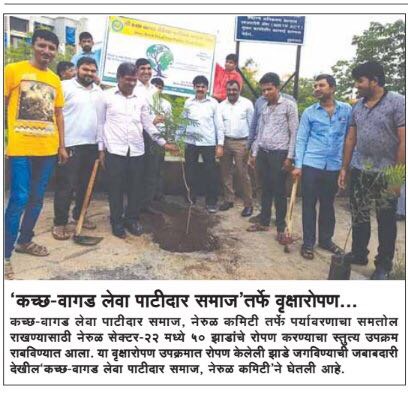 'कच्छ-वागड लेवा पाटीदार समाज'तर्फे वृक्षारोपण...
कच्छ-वागड लेवा पाटीदार समाज, नेरुळ कमिटी तर्फे पर्यावरणाचा समतोल
राखण्यासाठी नेरुळ सेक्टर-२२ मध्ये ५० झाडांचे रोपण करण्याचा स्तुत्य उपक्रम
राबविण्यात आला. या वृक्षारोपण उपक्रमात रोपण केलेली झाडे जगविण्याची जबाबदारी
देखील'कच्छ-वागड लेवा पाटीदार समाज, नेरुळ कमिटी'ने घेतली आहे.